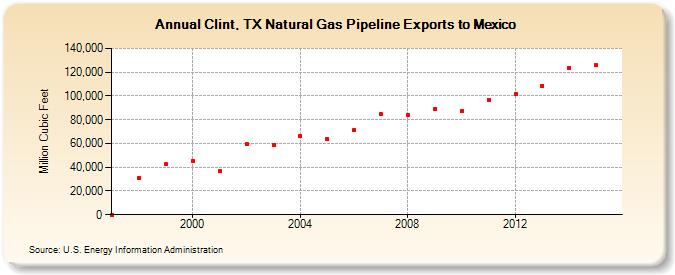 Annual Clint, TX Natural Gas Pipeline Exports to Mexico
Million Cubic Feet
140,000
120,000
100,000
80,000
60,000
40,000
20,000
0
2000 2004 2008 2012
Source: U.S. Energy Information Administration